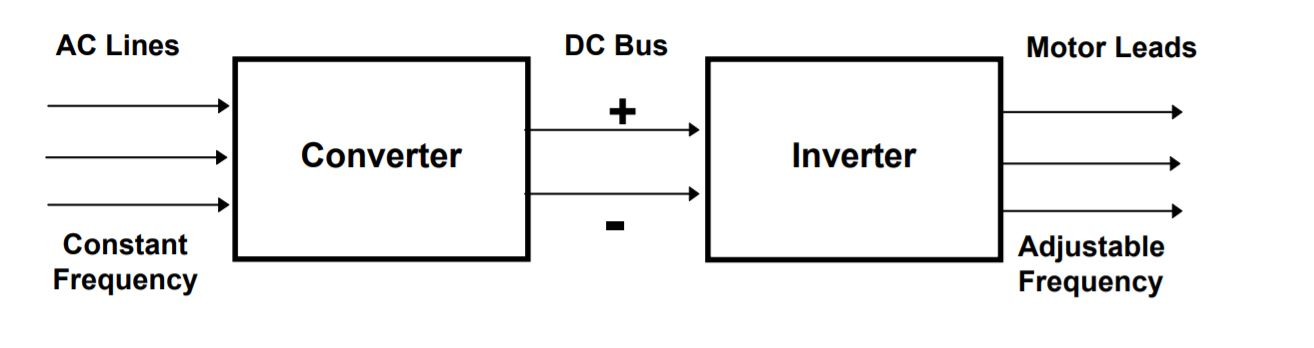 AC Lines
DC Bus
Motor Leads
+
Converter
Inverter
-
Constant
Frequency
Adjustable
Frequency